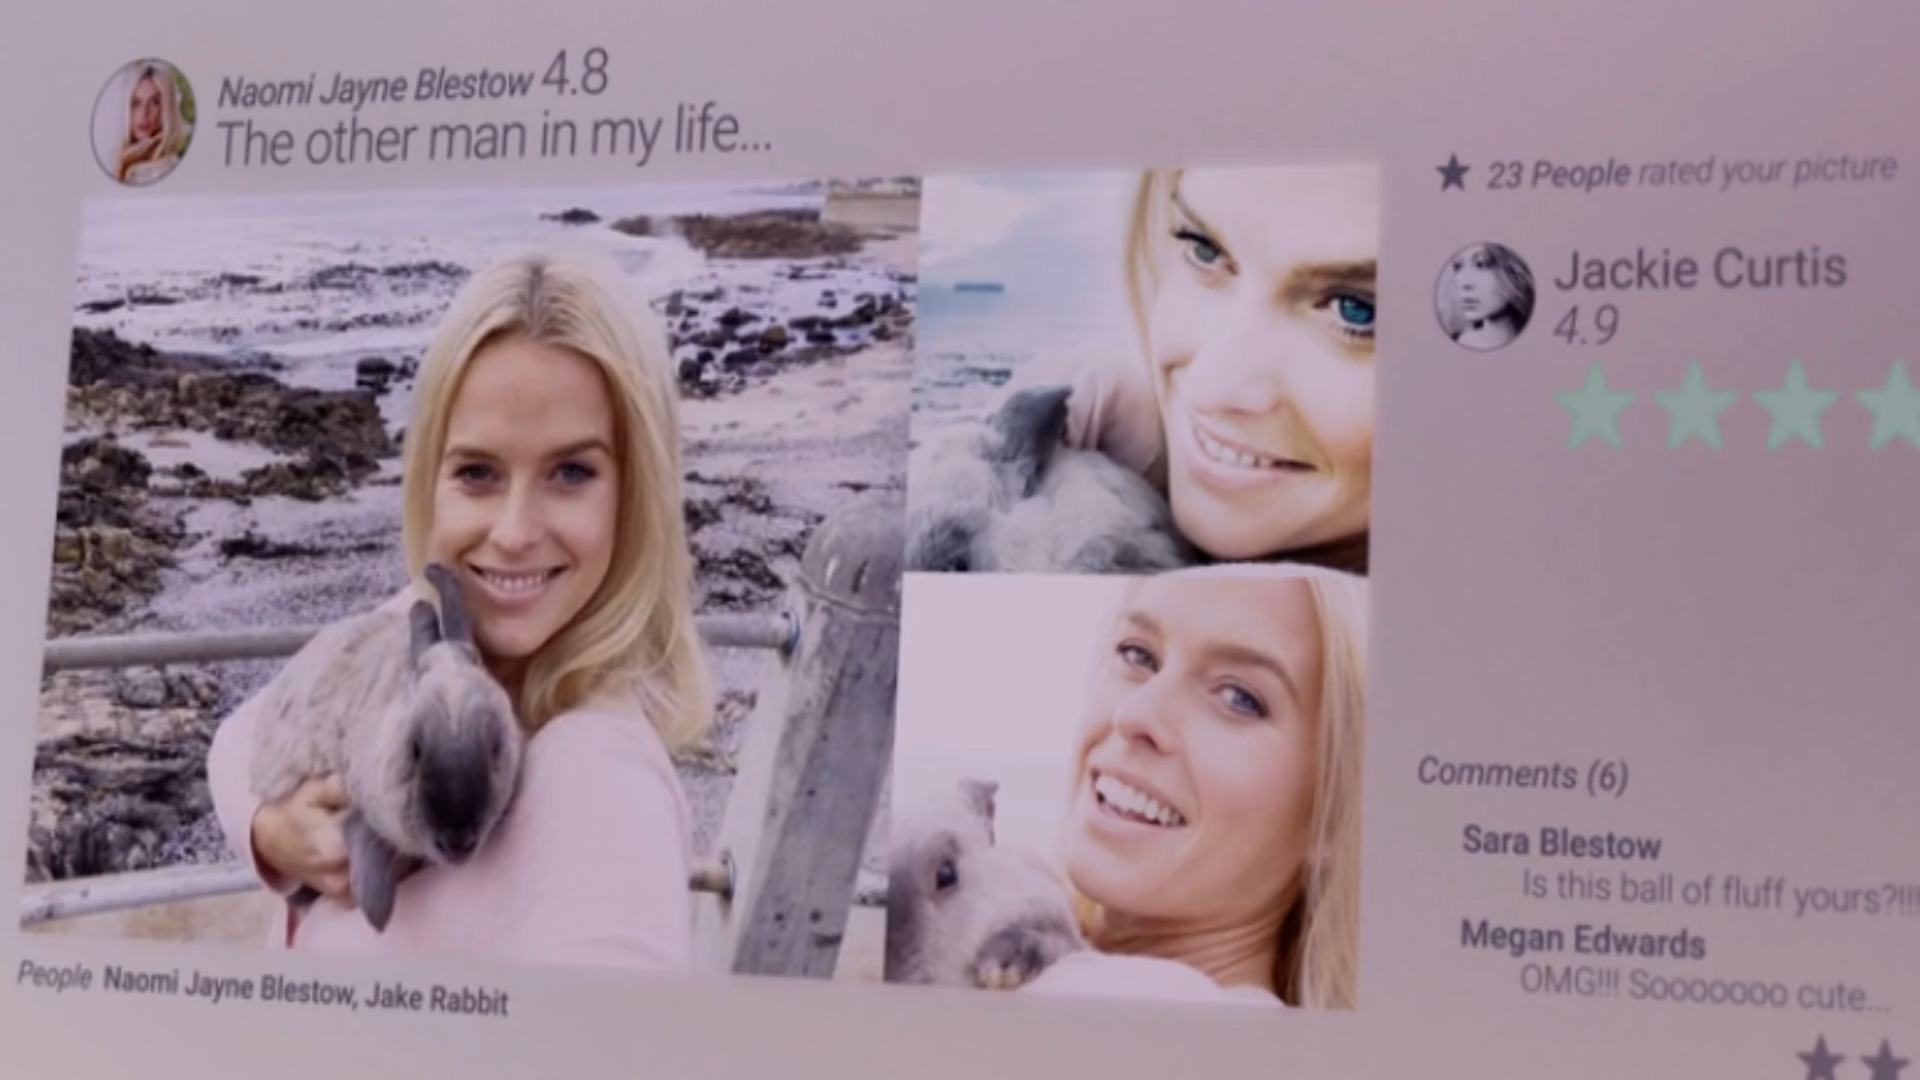 Naomi Jayne Blestow 4.8
The other man in my life...
23 People rated your picture
Jackie Curtis
4.9
Comments (6)
Sara Blestow
Is this ball of fluff yours?!!!
Megan Edwards
OMG!!! Sooooooo cute...
People Naomi Jayne Blestow, Jake Rabbit